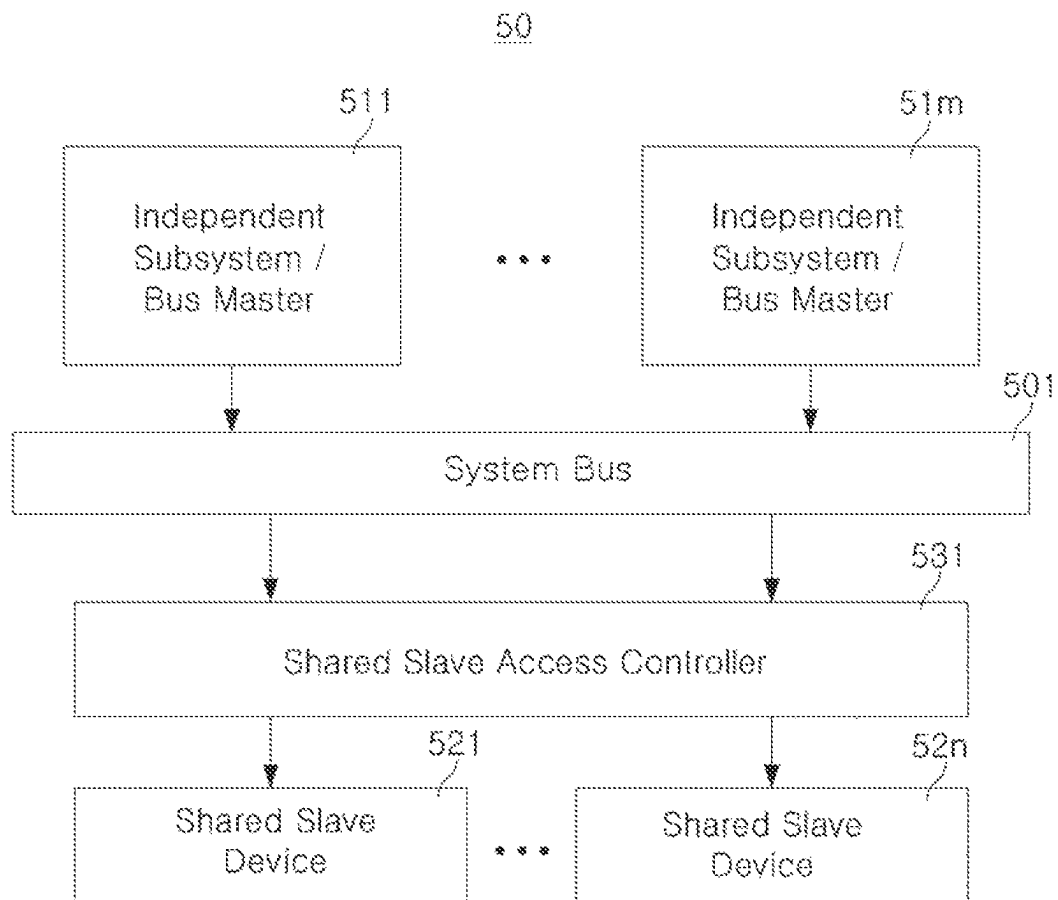 50
511
51m
Independent
Subsystem /
Bus Master
...
Independent
Subsystem /
Bus Master
501
System Bus
531
Shared Slave Access Controller
521
52n
Shared Slave
Device
...
Shared Slave
Device